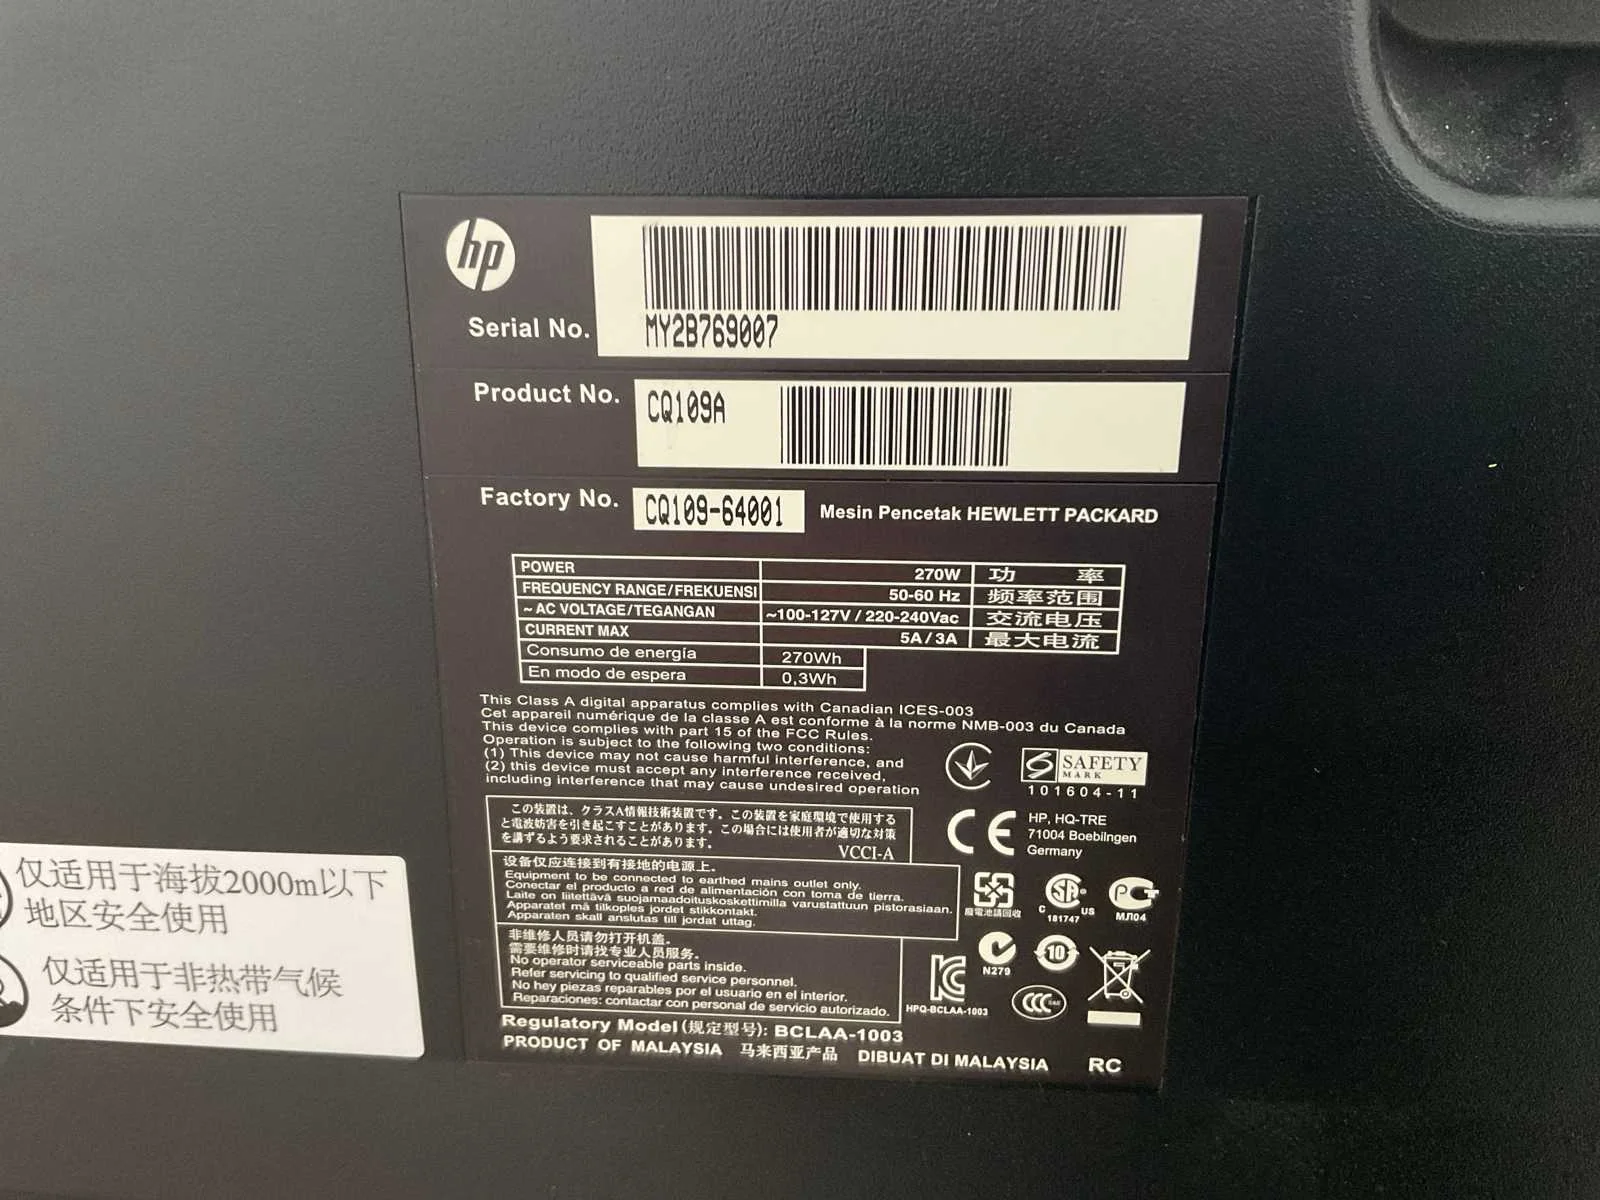 hp
Serial No.
MY2B769007
Product No.
CQ109A
Factory No.
CQ109-64001
Mesin Pencetak HEWLETT PACKARD
POWER 270W 功 率
FREQUENCY RANGE/FREKUENSI 50-60 Hz 频率范围
~ AC VOLTAGE/TEGANGAN ~100-127V / 220-240Vac 交流电压
CURRENT MAX 5A / 3A 最大电流
Consumo de energía 270Wh
En modo de espera 0,3Wh
This Class A digital apparatus complies with Canadian ICES-003
Cet appareil numérique de la classe A est conforme à la norme NMB-003 du Canada
This device complies with part 15 of the FCC Rules.
Operation is subject to the following two conditions:
(1) This device may not cause harmful interference, and
(2) this device must accept any interference received,
including interference that may cause undesired operation
SAFETY
MARK
101604-11
この装置は、クラスA情報技術装置です。この装置を家庭環境で使用する
と電波妨害を引き起こすことがあります。この場合には使用者が適切な対策
を講ずるよう要求されることがあります。
VCCI-A
CE
HP, HQ-TRE
71004 Boebilngen
Germany
设备仅应连接到有接地的电源上。
Equipment to be connected to earthed mains outlet only.
Conectar el producto a red de alimentación con toma de tierra.
Laite on liitettävä suojamaadoituskoskettimilla varustattuun pistorasiaan.
Apparatet må tilkoples jordet stikkontakt.
Apparaten skall anslutas till jordat uttag.
廢電池請回收
C US
181747
МЛ04
非维修人员请勿打开机盖。
需要维修时请找专业人员服务。
No operator serviceable parts inside.
Refer servicing to qualified service personnel.
No hey piezas reparables por el usuario en el interior.
Reparaciones: contactar con personal de servicio autorizado.
N279
10
HPQ-BCLAA-1003
CCC
Regulatory Model (规定型号): BCLAA-1003
PRODUCT OF MALAYSIA 马来西亚产品 DIBUAT DI MALAYSIA RC
仅适用于海拔2000m以下
地区安全使用
仅适用于非热带气候
条件下安全使用